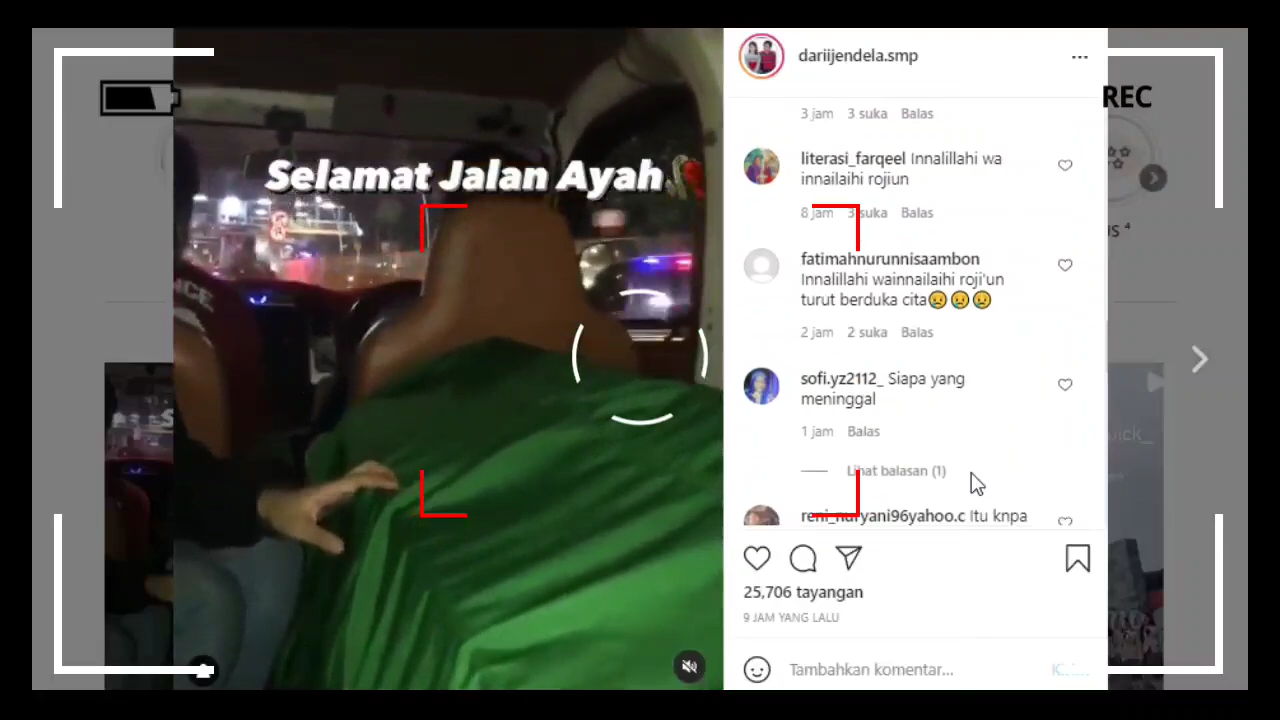 REC
dariijendela.smp
3 jam 3 suka Balas
literasi_farqeel Innalillahi wa
innailaihi rojiun
8 jam 3 suka Balas
fatimahnurunnisaambon
Innalillahi wainnailaihi roji'un
turut berduka cita😥😥😥
2 jam 2 suka Balas
sofi.yz2112_ Siapa yang
meninggal
1 jam Balas
Lihat balasan (1)
reni_nuryani96yahoo.c Itu knpa
25,706 tayangan
9 JAM YANG LALU
Tambahkan komentar...
Selamat Jalan Ayah🥀